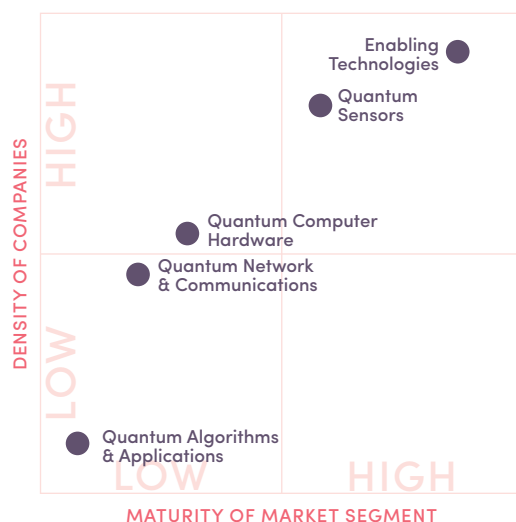 Enabling
Technologies
Quantum
Sensors
HIGH
DENSITY OF COMPANIES
Quantum Computer
Hardware
Quantum Network
& Communications
LOW
Quantum Algorithms
& Applications
LOW
HIGH
MATURITY OF MARKET SEGMENT